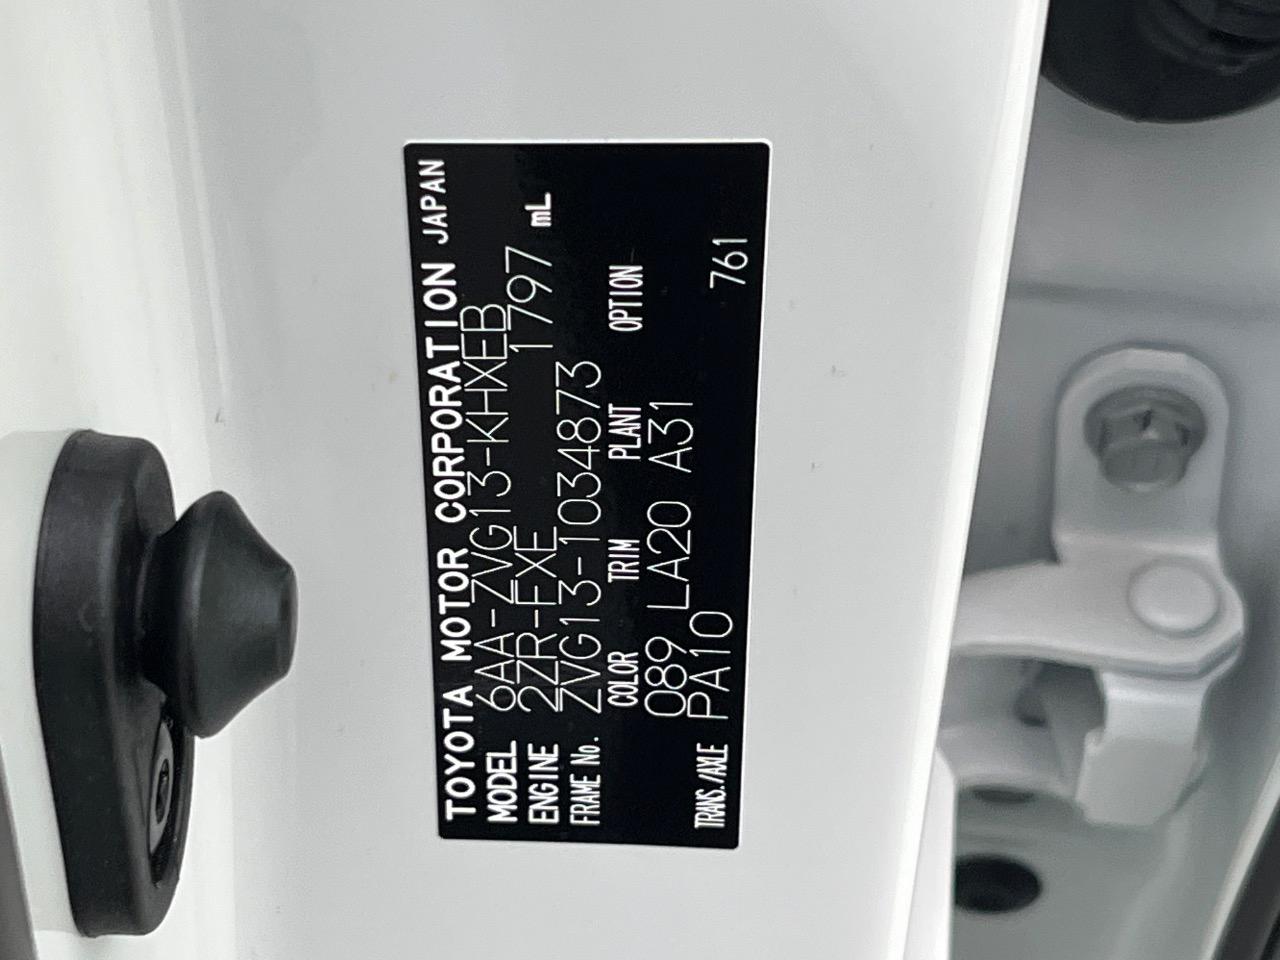 TOYOTA MOTOR CORPORATION JAPAN
MODEL 6AA-ZVG13-KHXEB
ENGINE 2ZR-FXE 1797 mL
FRAME No. ZVG13-1034873
COLOR TRIM PLANT OPTION
089 LA20 A31
TRANS./AXLE PA10 761